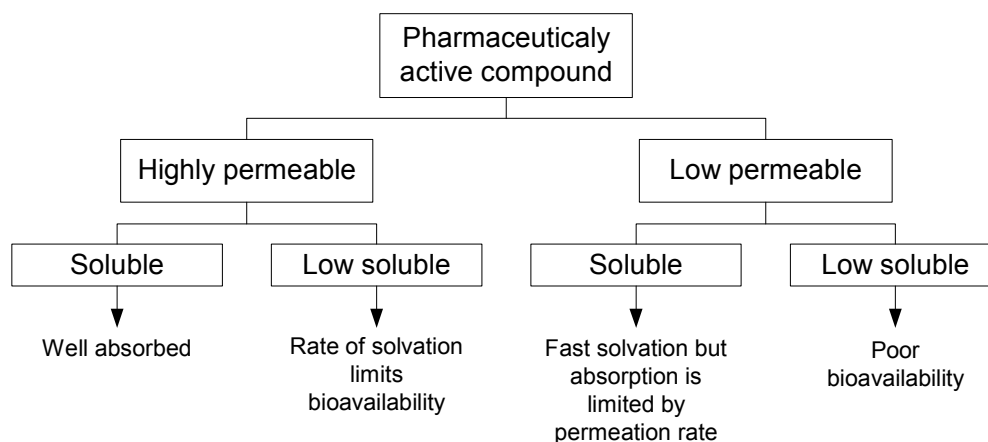 Pharmaceuticaly
active compound
Highly permeable
Low permeable
Soluble
Low soluble
Soluble
Low soluble
Well absorbed
Rate of solvation
limits
bioavailability
Fast solvation but
absorption is
limited by
permeation rate
Poor
bioavailability